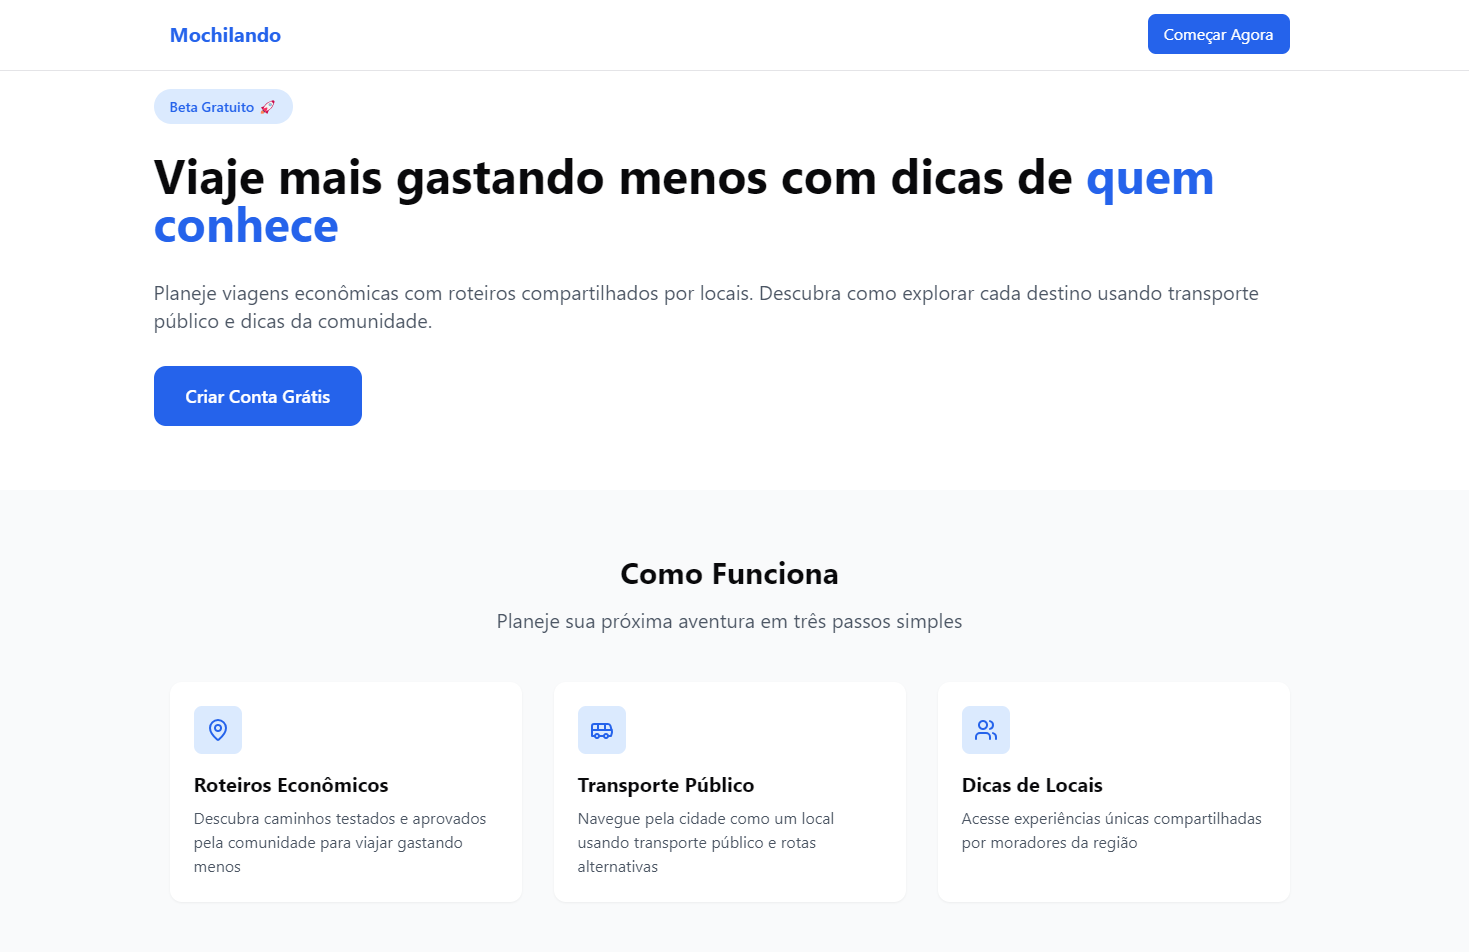 Mochilando
Começar Agora
Beta Gratuito 🚀
Viaje mais gastando menos com dicas de quem
conhece
Planeje viagens econômicas com roteiros compartilhados por locais. Descubra como explorar cada destino usando transporte
público e dicas da comunidade.
Criar Conta Grátis
Como Funciona
Planeje sua próxima aventura em três passos simples
Roteiros Econômicos
Descubra caminhos testados e aprovados
pela comunidade para viajar gastando
menos
Transporte Público
Navegue pela cidade como um local
usando transporte público e rotas
alternativas
Dicas de Locais
Acesse experiências únicas compartilhadas
por moradores da região